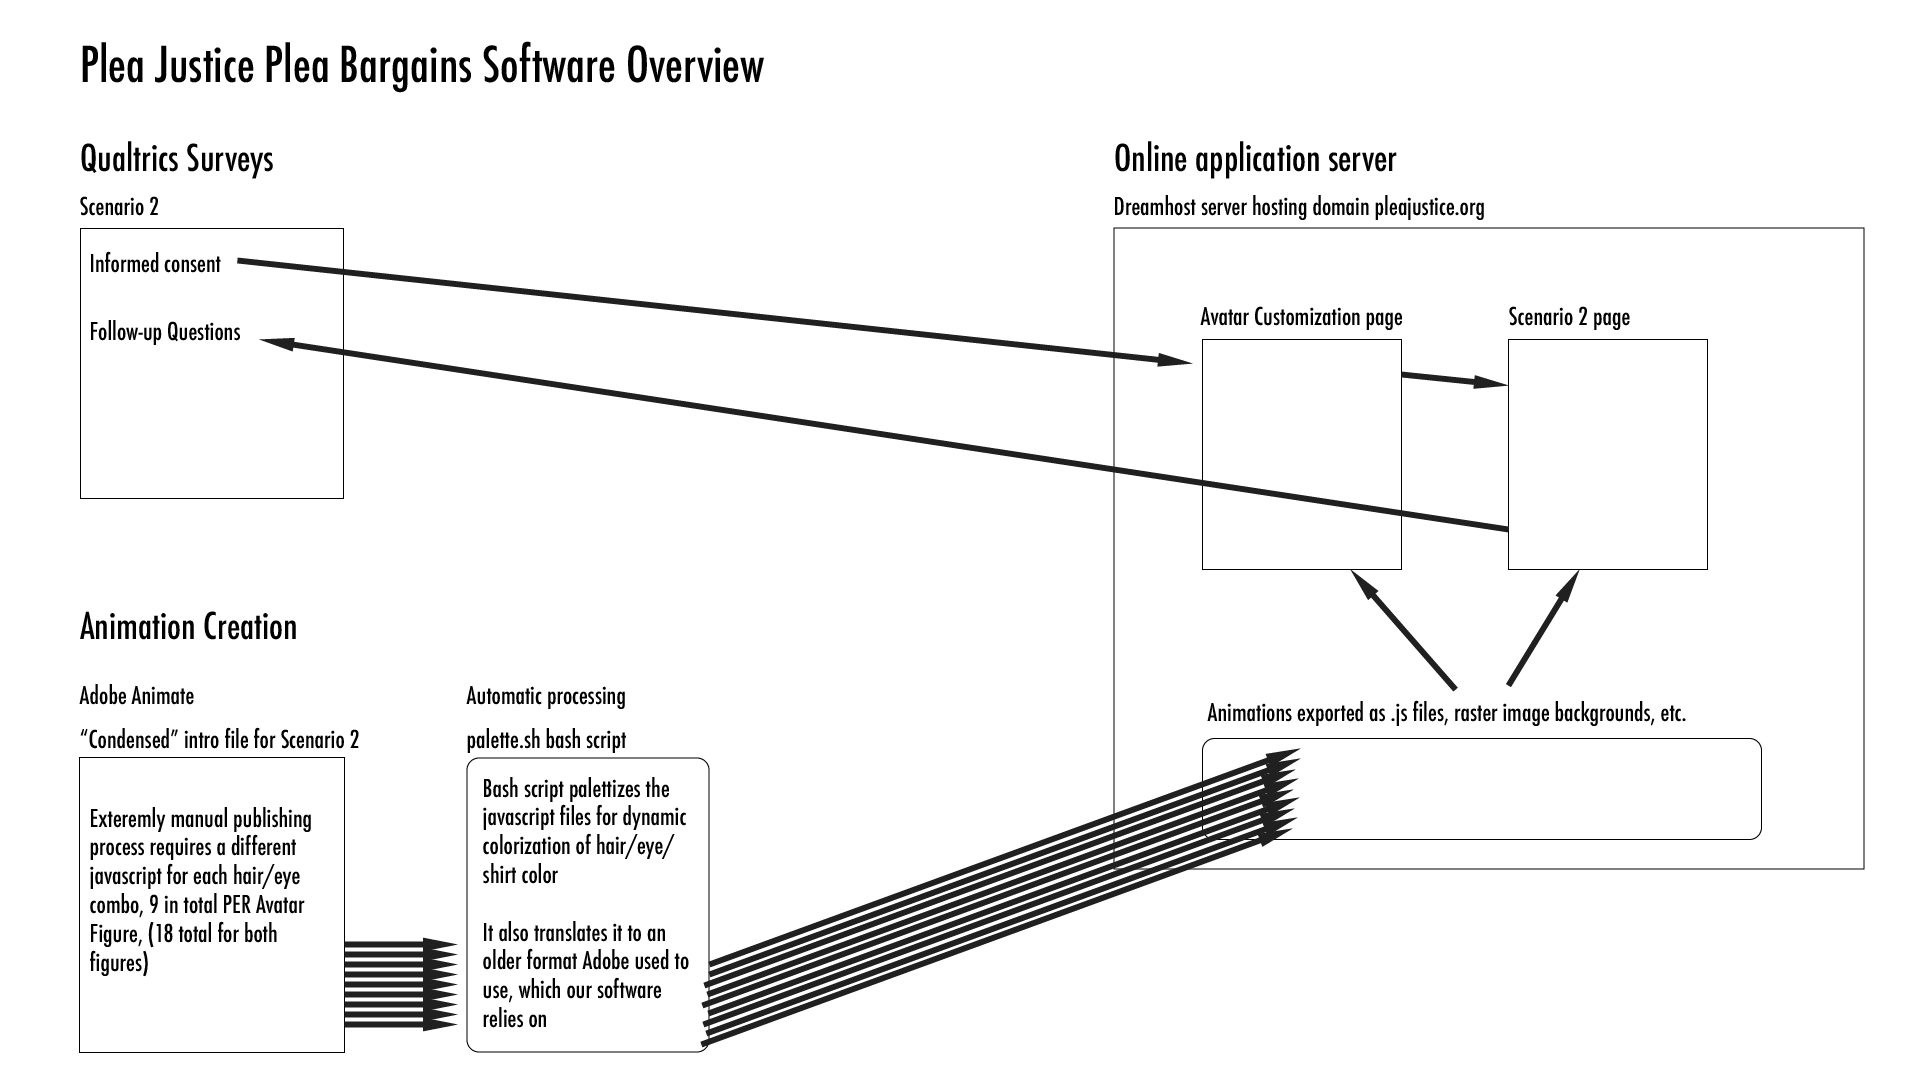 Plea Justice Plea Bargains Software Overview
Qualtrics Surveys
Scenario 2
Informed consent
Follow-up Questions
Online application server
Dreamhost server hosting domain pleajustice.org
Avatar Customization page
Scenario 2 page
Animations exported as .js files, raster image backgrounds, etc.
Animation Creation
Adobe Animate
“Condensed” intro file for Scenario 2
Exteremly manual publishing
process requires a different
javascript for each hair/eye
combo, 9 in total PER Avatar
Figure, (18 total for both
figures)
Automatic processing
palette.sh bash script
Bash script palettizes the
javascript files for dynamic
colorization of hair/eye/
shirt color
It also translates it to an
older format Adobe used to
use, which our software
relies on